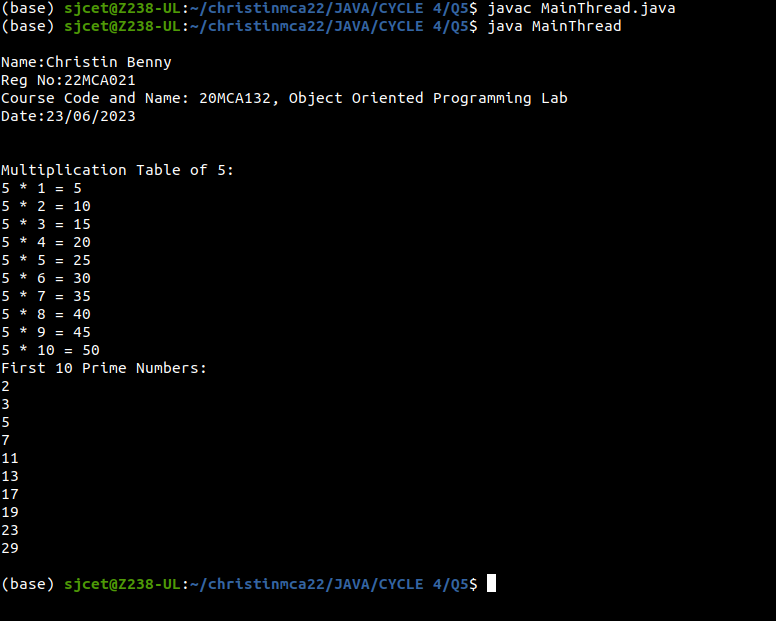 (base) sjcet@Z238-UL:~/christinmca22/JAVA/CYCLE 4/Q5$ javac MainThread.java
(base) sjcet@Z238-UL:~/christinmca22/JAVA/CYCLE 4/Q5$ java MainThread
Name:Christin Benny
Reg No:22MCA021
Course Code and Name: 20MCA132, Object Oriented Programming Lab
Date:23/06/2023
Multiplication Table of 5:
5 * 1 = 5
5 * 2 = 10
5 * 3 = 15
5 * 4 = 20
5 * 5 = 25
5 * 6 = 30
5 * 7 = 35
5 * 8 = 40
5 * 9 = 45
5 * 10 = 50
First 10 Prime Numbers:
2
3
5
7
11
13
17
19
23
29
(base) sjcet@Z238-UL:~/christinmca22/JAVA/CYCLE 4/Q5$